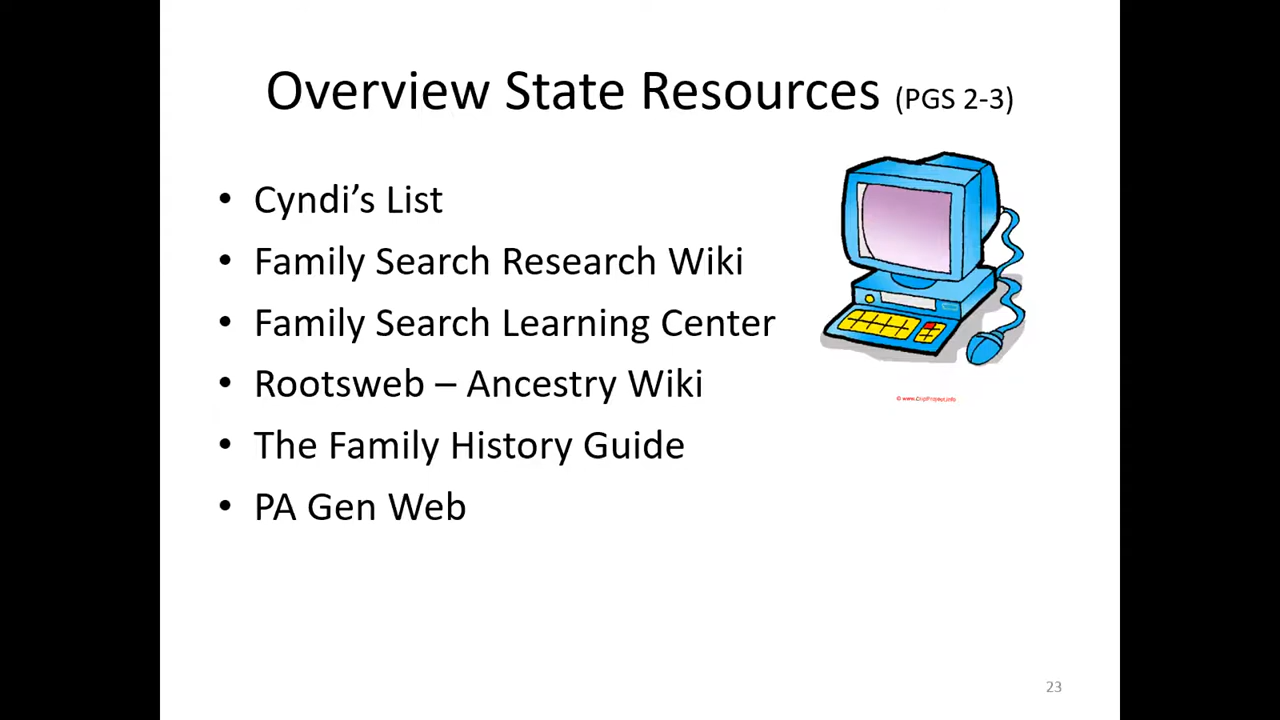 Overview State Resources (PGS 2-3)
• Cyndi’s List
• Family Search Research Wiki
• Family Search Learning Center
• Rootsweb – Ancestry Wiki
• The Family History Guide
• PA Gen Web
23